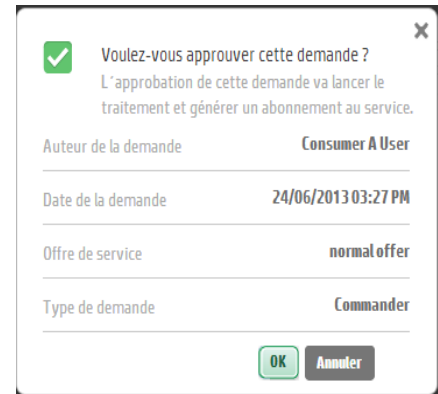 Voulez-vous approuver cette demande ?
L´approbation de cette demande va lancer le
traitement et générer un abonnement au service.
Auteur de la demande Consumer A User
Date de la demande 24/06/2013 03:27 PM
Offre de service normal offer
Type de demande Commander
OK Annuler